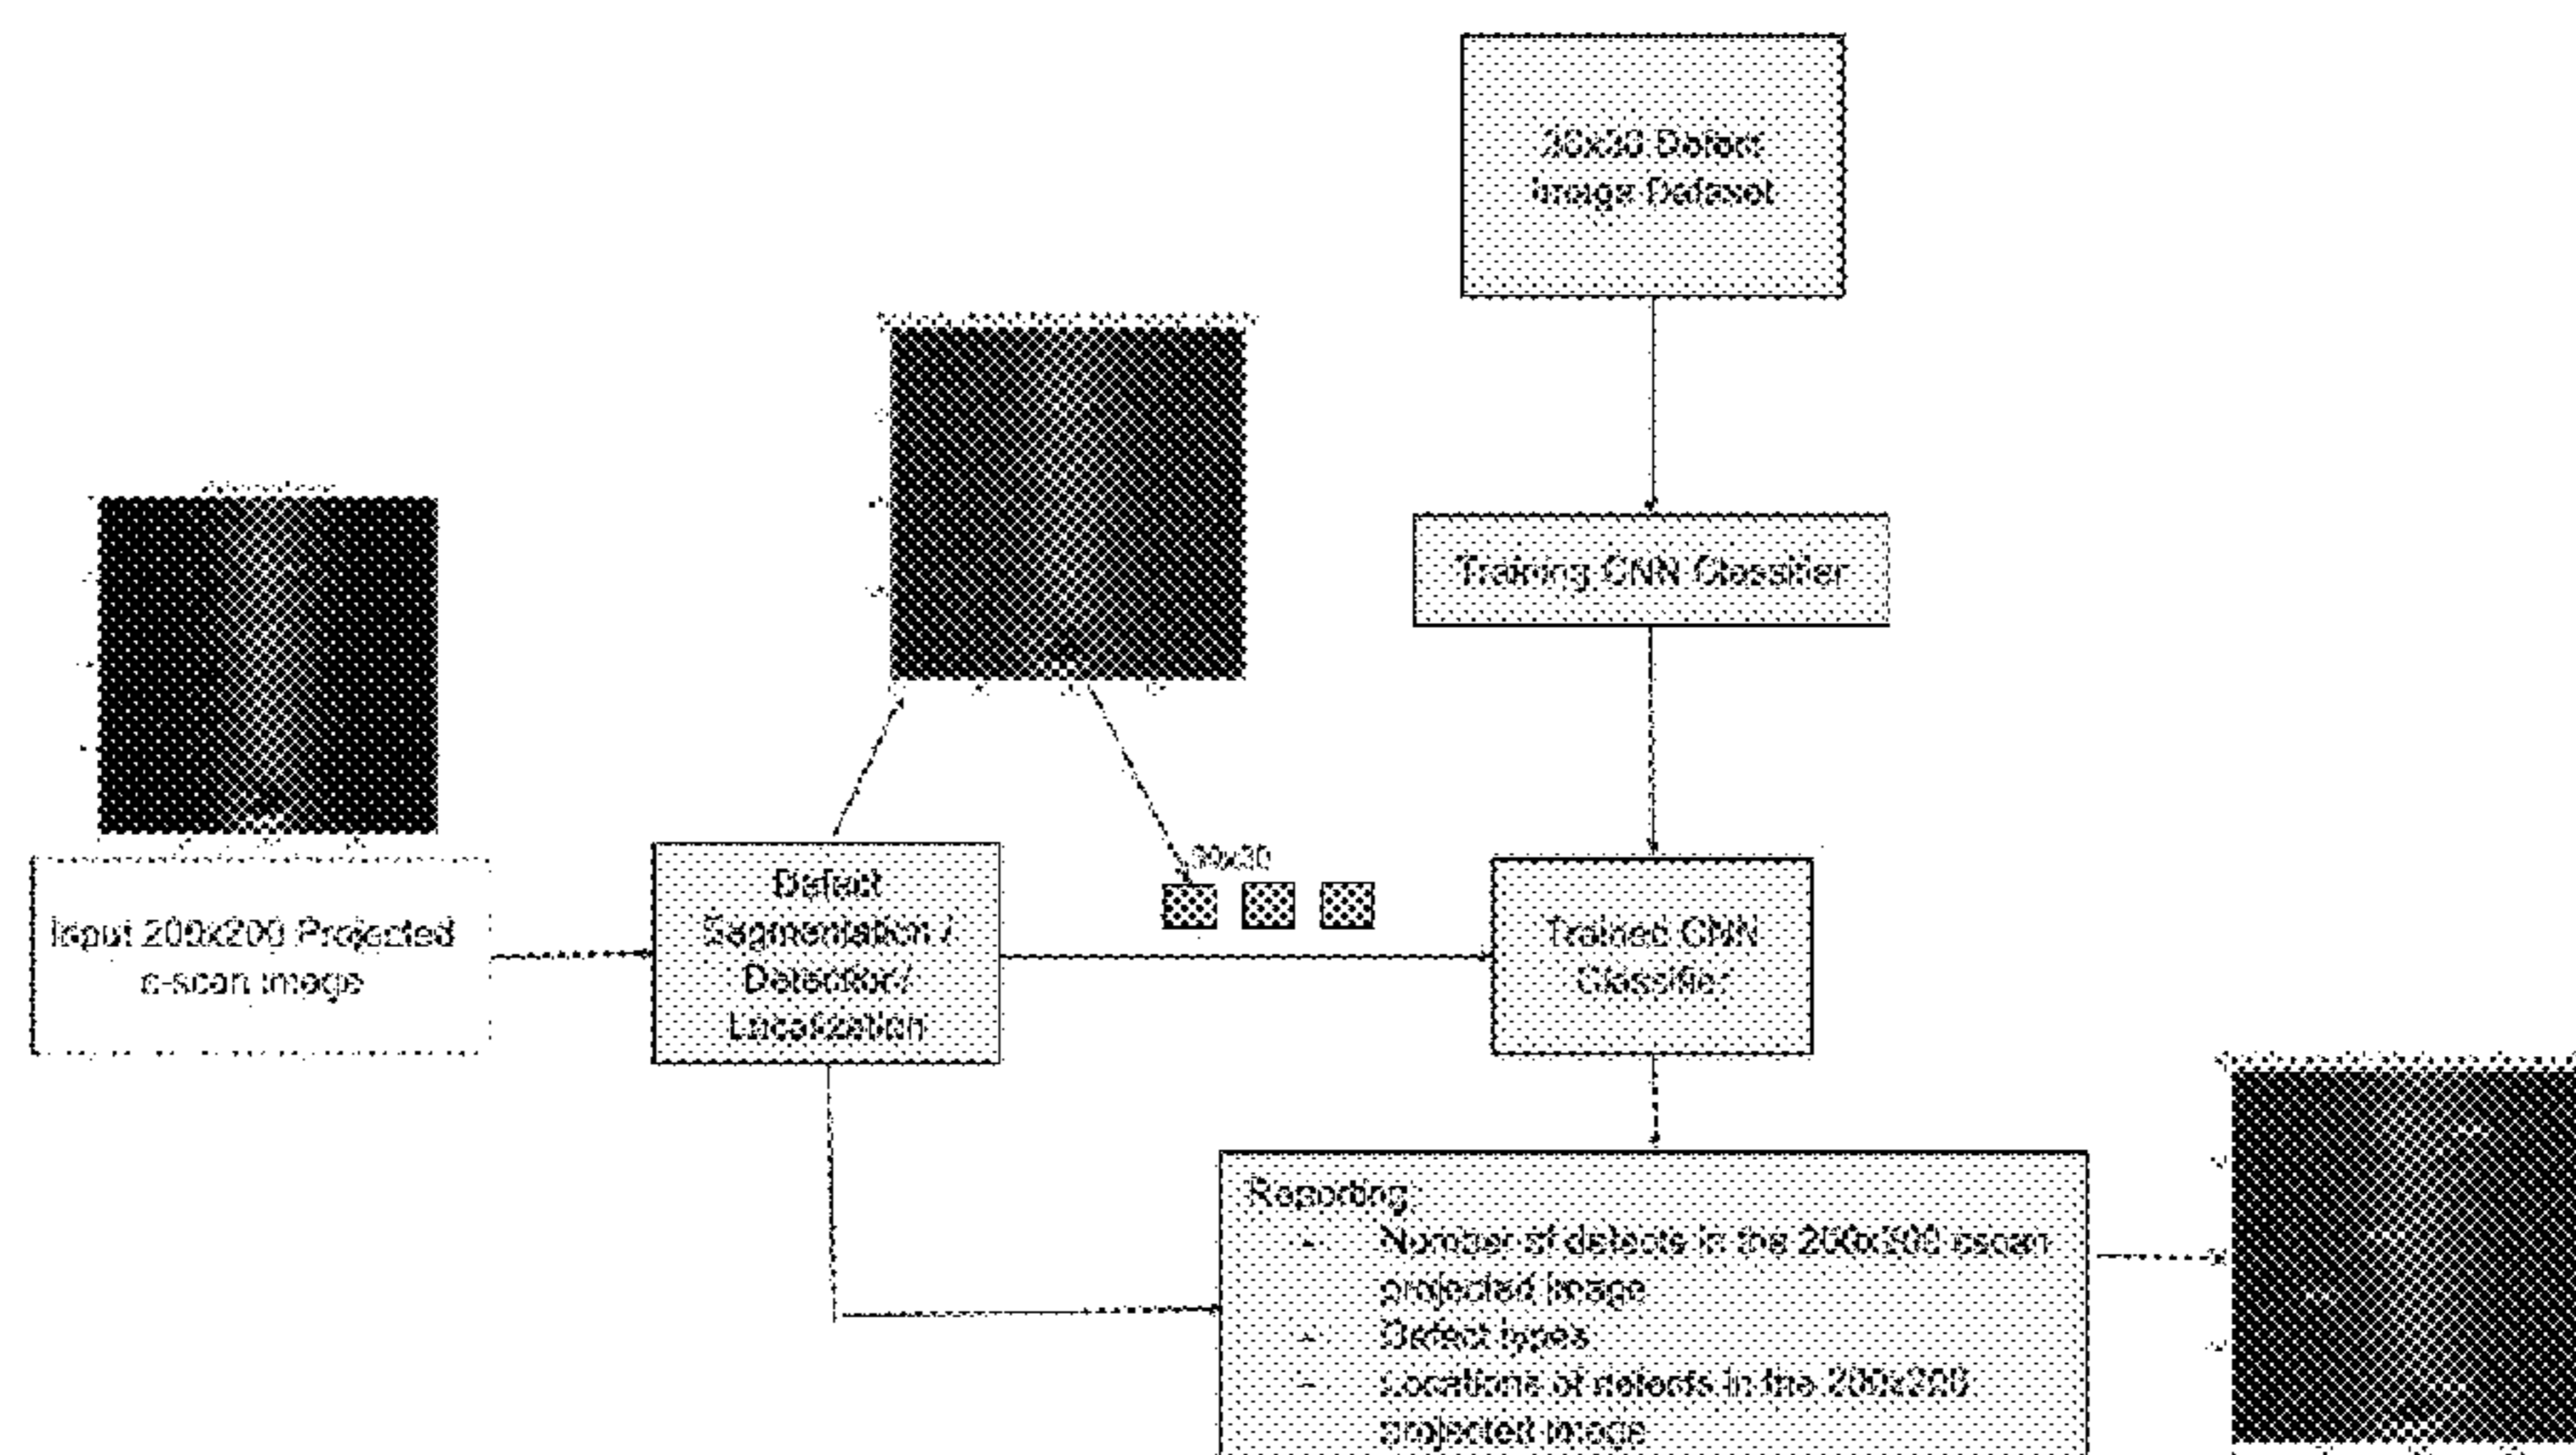 30x30 Defect
Image Dataset
Training CNN Classifier
30x30
Input 200x200 Projected
c-scan image
Defect
Segmentation /
Detection/
Localization
Trained CNN
Classifier
Reporting:
Number of defects in the 200x200 cscan
projected image
Defect types
Locations of defects in the 200x200
projected image